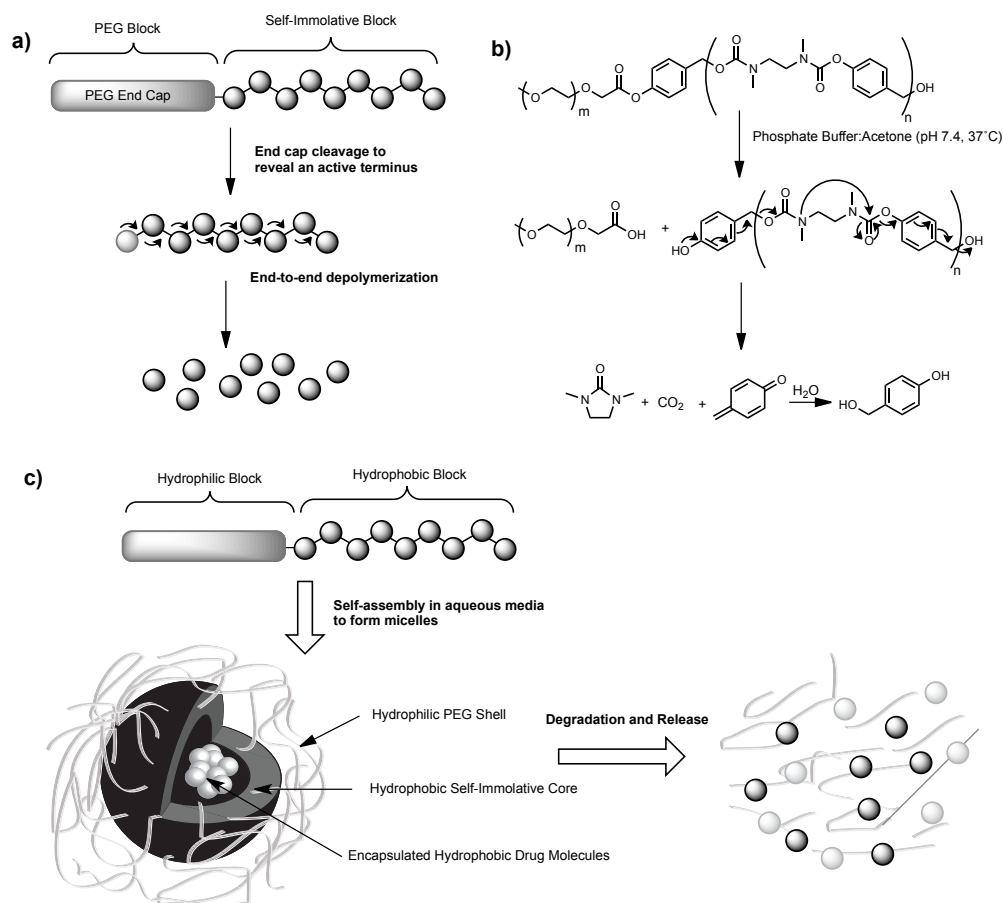 a)
PEG Block
Self-Immolative Block
PEG End Cap
End cap cleavage to
reveal an active terminus
End-to-end depolymerization
b)
O O m O O O O N N O O n OH
Phosphate Buffer:Acetone (pH 7.4, 37˚C)
O O m O OH + HO O O N N O O n OH
O N N + CO2 + O H2O HO OH
c)
Hydrophilic Block
Hydrophobic Block
Self-assembly in aqueous media
to form micelles
Hydrophilic PEG Shell
Hydrophobic Self-Immolative Core
Encapsulated Hydrophobic Drug Molecules
Degradation and Release